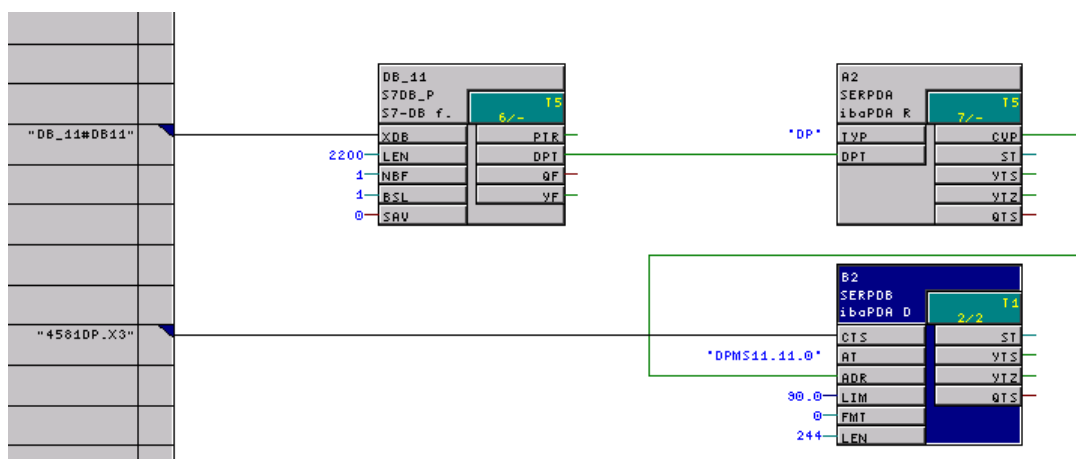 DB_11
S7DB_P
S7-DB f.
T5
6/-
A2
SERPDA
ibaPDA R
T5
7/-
"DB_11#DB11"
XDB
PTR
'DP'
TYP
CVP
2200
LEN
DPT
DPT
ST
1
NBF
QF
YTS
1
BSL
YF
YTZ
0
SAV
QTS
B2
SERPDB
ibaPDA D
T1
2/2
"4581DP.X3"
CTS
ST
'DPMS11.11.0'
AT
YTS
ADR
YTZ
90.0
LIM
QTS
0
FMT
244
LEN